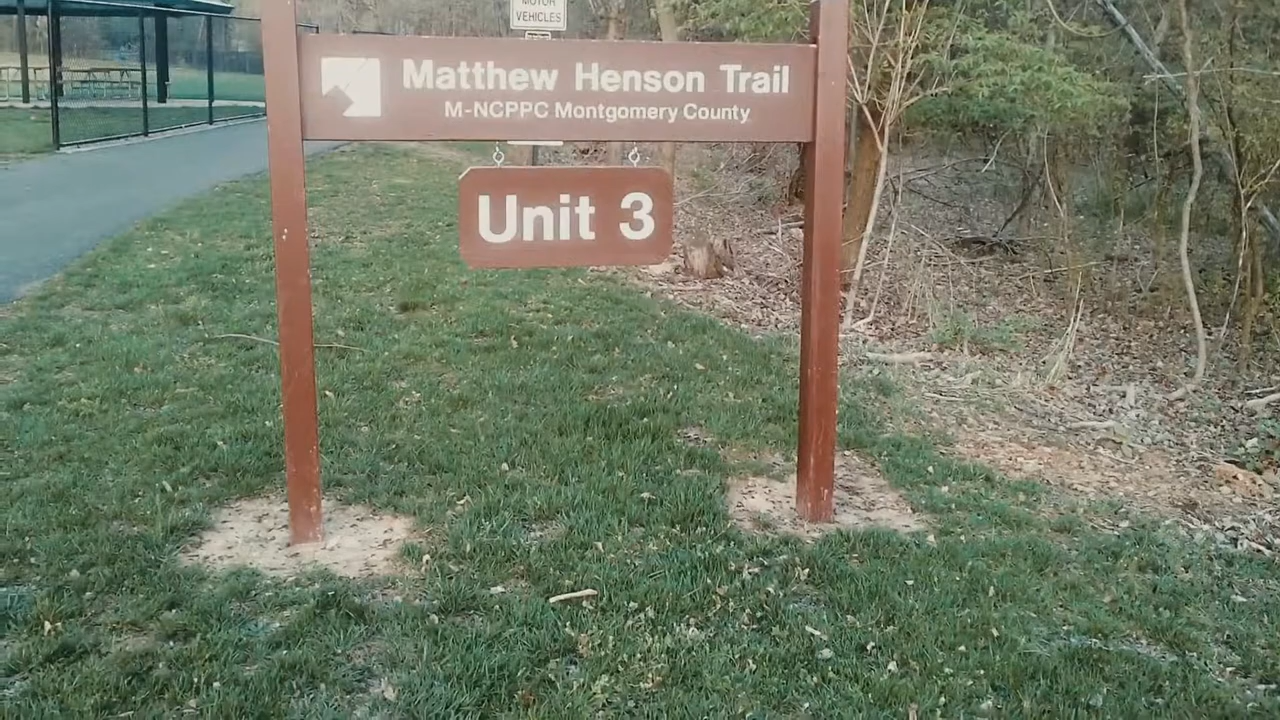 MOTOR
VEHICLES
Matthew Henson Trail
M-NCPPC Montgomery County
Unit 3